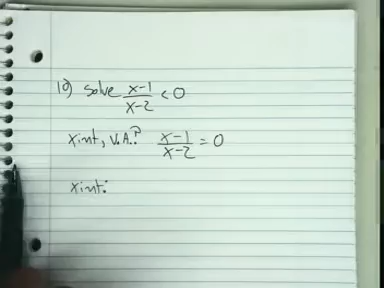 10) solve x-1/x-2 < 0
x int, V.A.? x-1/x-2 = 0
x int: